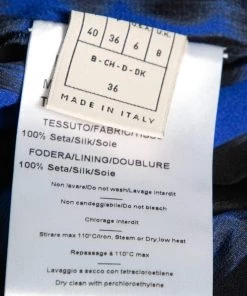 U.S.A. U.K.
40 36 6 8
B-CH-D-DK
36
MADE IN ITALY
M
T
TESSUTO/FABRIC/
100% Seta/Silk/Soie
FODERA/LINING/DOUBLURE
100% Seta/Silk/Soie
Non lavare/Do not wash/Lavage interdit
Non candeggiabile/Do not bleach
Chlorage interdit
Stirare max 110°C/Iron, Steam or Dry, low heat
Repassage à 110°C max
Lavaggio a secco con tetracloroetilene
Dry clean with perchloroethylene